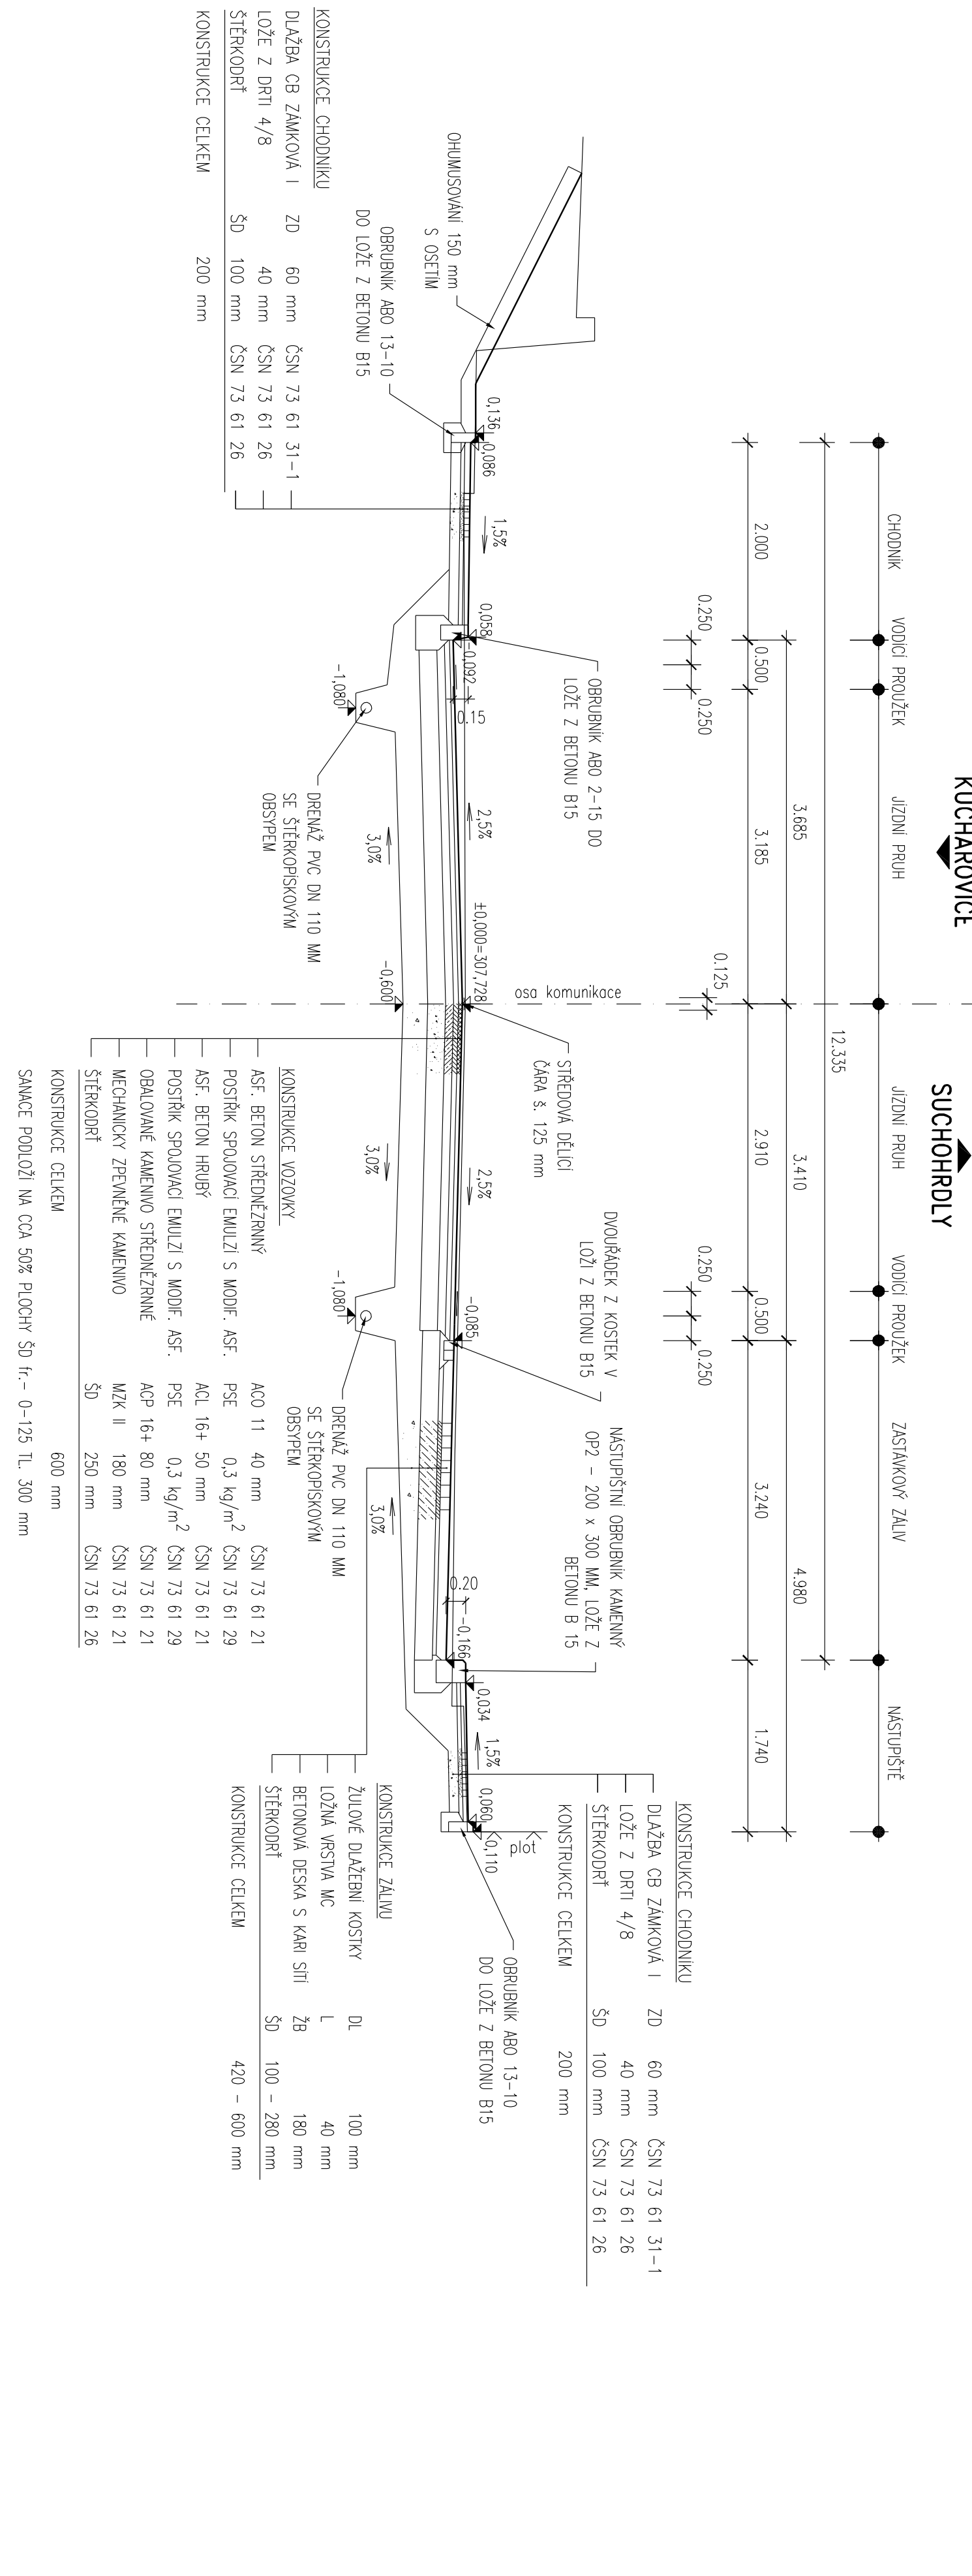 KUCHAROVICE
SUCHOHRDLY
CHODNÍK
VODÍCÍ PROUŽEK
JÍZDNÍ PRUH
JÍZDNÍ PRUH
VODÍCÍ PROUŽEK
ZASTÁVKOVÝ ZÁLIV
NÁSTUPIŠTĚ
12.335
3.685
3.410
4.980
2.000
0.500
3.185
2.910
0.500
3.240
1.740
0.250
0.250
0.125
0.250
0.250
osa komunikace
OHUMUSOVÁNÍ 150 mm
S OSETÍM
OBRUBNÍK ABO 13-10
DO LOŽE Z BETONU B15
0,136
0,086
1,5%
0,058
-0,092
0.15
OBRUBNÍK ABO 2-15 DO
LOŽE Z BETONU B15
-1,080
DRENÁŽ PVC DN 110 MM
SE ŠTĚRKOPÍSKOVÝM
OBSYPEM
2,5%
3,0%
±0,000=307,728
-0,600
STŘEDOVÁ DĚLÍCÍ
ČÁRA š. 125 mm
2,5%
3,0%
DVOUŘÁDEK Z KOSTEK V
LOŽI Z BETONU B15
-0,085
-1,080
DRENÁŽ PVC DN 110 MM
SE ŠTĚRKOPÍSKOVÝM
OBSYPEM
3,0%
NÁSTUPIŠTNÍ OBRUBNÍK KAMENNÝ
OP2 - 200 x 300 MM, LOŽE Z
BETONU B 15
0.20
-0,166
0,034
1,5%
0,060
0,110
plot
OBRUBNÍK ABO 13-10
DO LOŽE Z BETONU B15
KONSTRUKCE CHODNÍKU
DLAŽBA CB ZÁMKOVÁ I ZD 60 mm ČSN 73 61 31-1
LOŽE Z DRTI 4/8 40 mm ČSN 73 61 26
ŠTĚRKODRŤ ŠD 100 mm ČSN 73 61 26
KONSTRUKCE CELKEM 200 mm
KONSTRUKCE VOZOVKY
ASF. BETON STŘEDNĚZRNNÝ ACO 11 40 mm ČSN 73 61 21
POSTŘIK SPOJOVACÍ EMULZÍ S MODIF. ASF. PSE 0,3 kg/m2 ČSN 73 61 29
ASF. BETON HRUBÝ ACL 16+ 50 mm ČSN 73 61 21
POSTŘIK SPOJOVACÍ EMULZÍ S MODIF. ASF. PSE 0,3 kg/m2 ČSN 73 61 29
OBALOVANÉ KAMENIVO STŘEDNĚZRNNÉ ACP 16+ 80 mm ČSN 73 61 21
MECHANICKY ZPEVNĚNÉ KAMENIVO MZK II 180 mm ČSN 73 61 21
ŠTĚRKODRŤ ŠD 250 mm ČSN 73 61 26
KONSTRUKCE CELKEM 600 mm
SANACE PODLOŽI NA CCA 50% PLOCHY ŠD fr.- 0-125 TL. 300 mm
KONSTRUKCE CHODNÍKU
DLAŽBA CB ZÁMKOVÁ I ZD 60 mm ČSN 73 61 31-1
LOŽE Z DRTI 4/8 40 mm ČSN 73 61 26
ŠTĚRKODRŤ ŠD 100 mm ČSN 73 61 26
KONSTRUKCE CELKEM 200 mm
KONSTRUKCE ZÁLIVU
ŽULOVÉ DLAŽEBNÍ KOSTKY DL 100 mm
LOŽNÁ VRSTVA MC L 40 mm
BETONOVÁ DESKA S KARI SÍTÍ ŽB 180 mm
ŠTĚRKODRŤ ŠD 100 - 280 mm
KONSTRUKCE CELKEM 420 - 600 mm